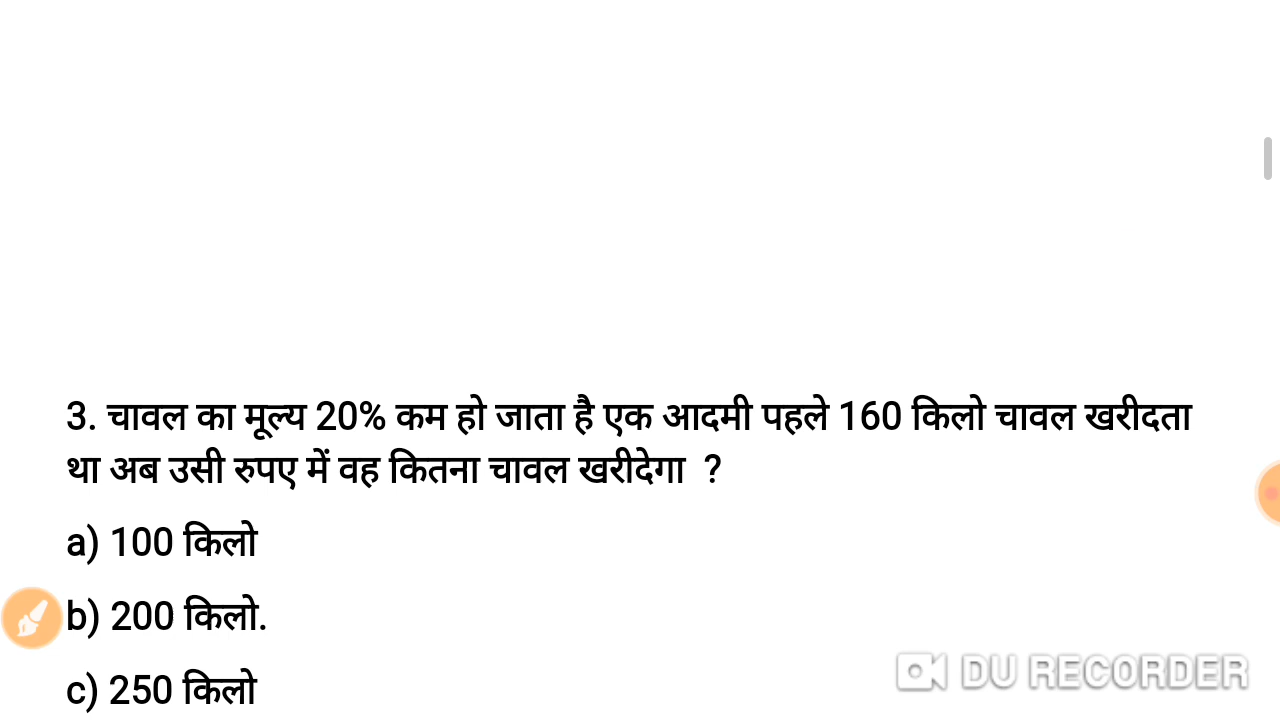 3. चावल का मूल्य 20% कम हो जाता है एक आदमी पहले 160 किलो चावल खरीदता
था अब उसी रुपए में वह कितना चावल खरीदेगा  ?
a) 100 किलो
b) 200 किलो.
c) 250 किलो
DU RECORDER